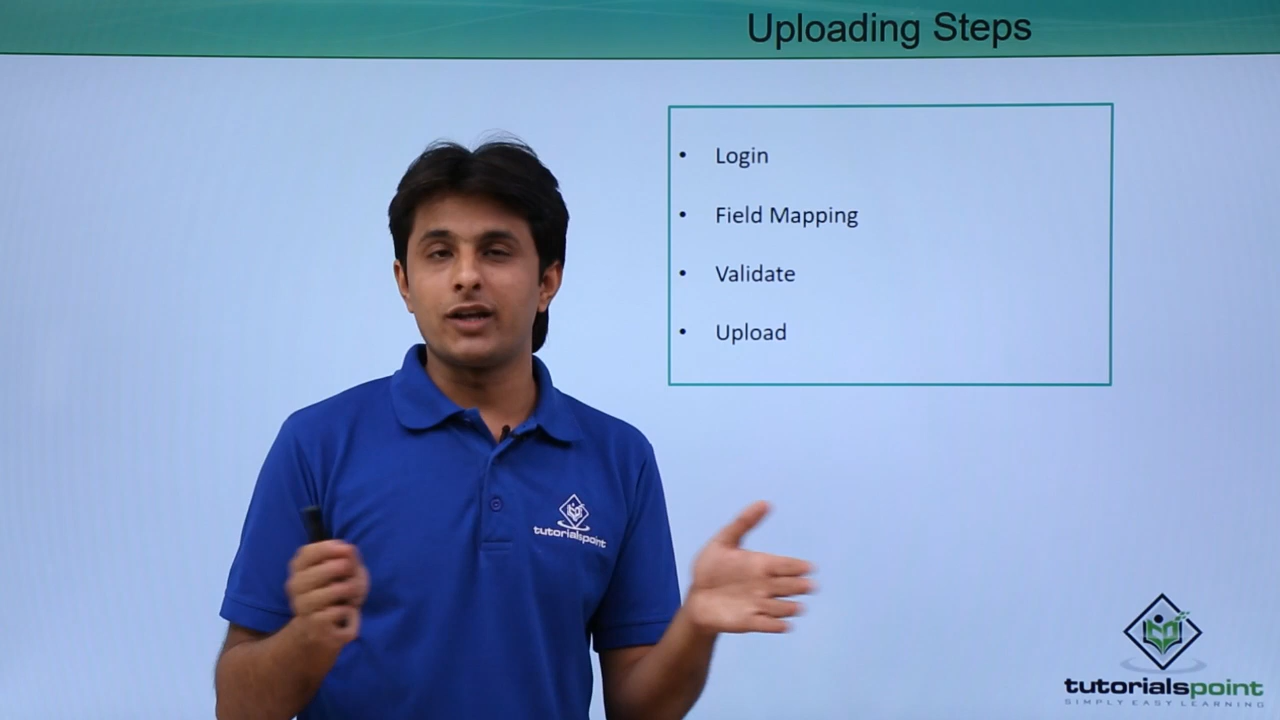 Uploading Steps
• Login
• Field Mapping
• Validate
• Upload
tutorialspoint
tutorialspoint
SIMPLY EASY LEARNING